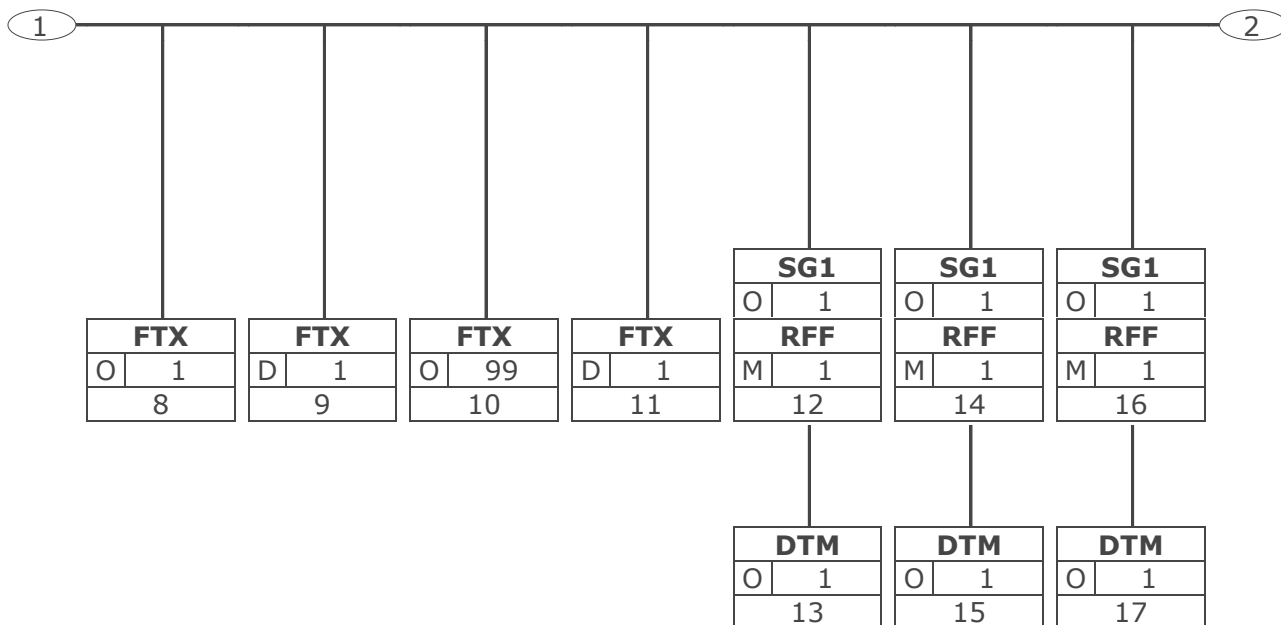 1 2
SG1 SG1 SG1
O 1 O 1 O 1
FTX FTX FTX FTX RFF RFF RFF
O 1 D 1 O 99 D 1 M 1 M 1 M 1
8 9 10 11 12 14 16
DTM DTM DTM
O 1 O 1 O 1
13 15 17